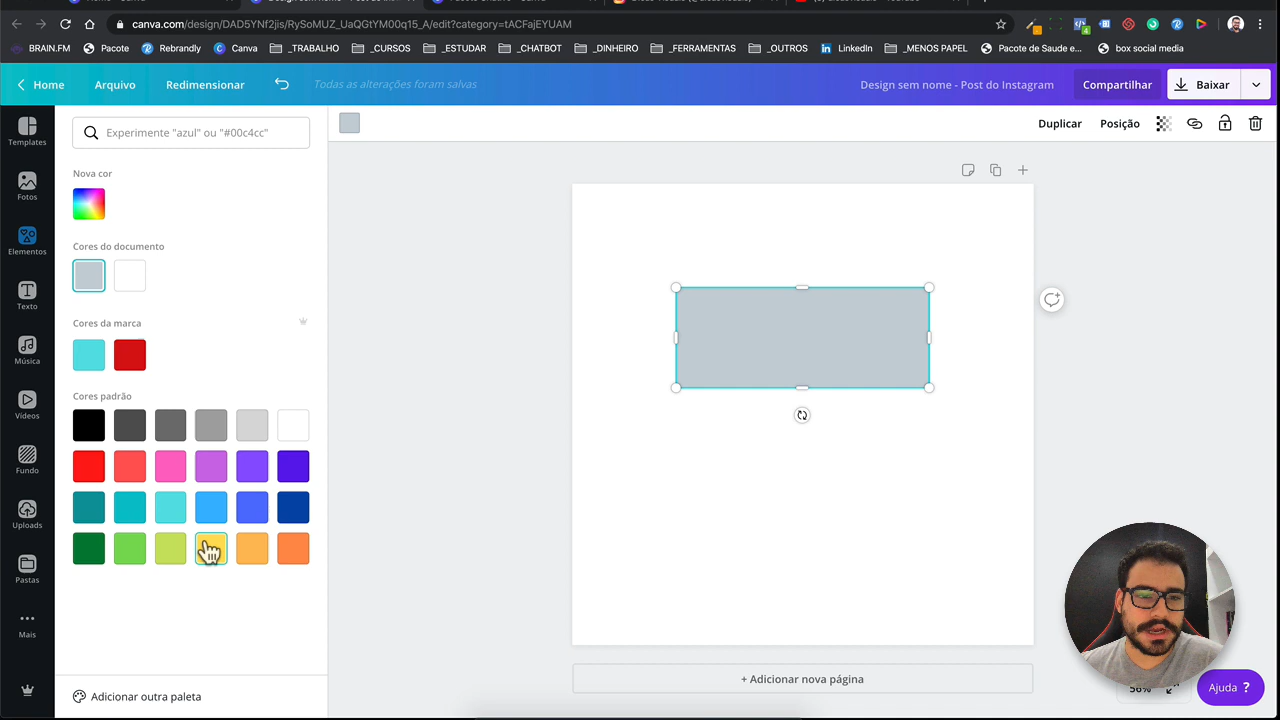 canva.com/design/DAD5YNf2jis/RySoMUZ_UaQGtYM00q15_A/edit?category=tACFajEYUAM
BRAIN.FM Pacote Rebrandly Canva _TRABALHO _CURSOS _ESTUDAR _CHATBOT _DINHEIRO _FERRAMENTAS _OUTROS LinkedIn _MENOS PAPEL Pacote de Saude e... box social media
Home Arquivo Redimensionar Todas as alterações foram salvas Design sem nome - Post do Instagram Compartilhar Baixar
Experimente "azul" ou "#00c4cc"
Duplicar Posição
Templates
Fotos
Elementos
Texto
Música
Vídeos
Fundo
Uploads
Pastas
Mais
Nova cor
Cores do documento
Cores da marca
Cores padrão
Adicionar outra paleta
+ Adicionar nova página
56%
Ajuda ?